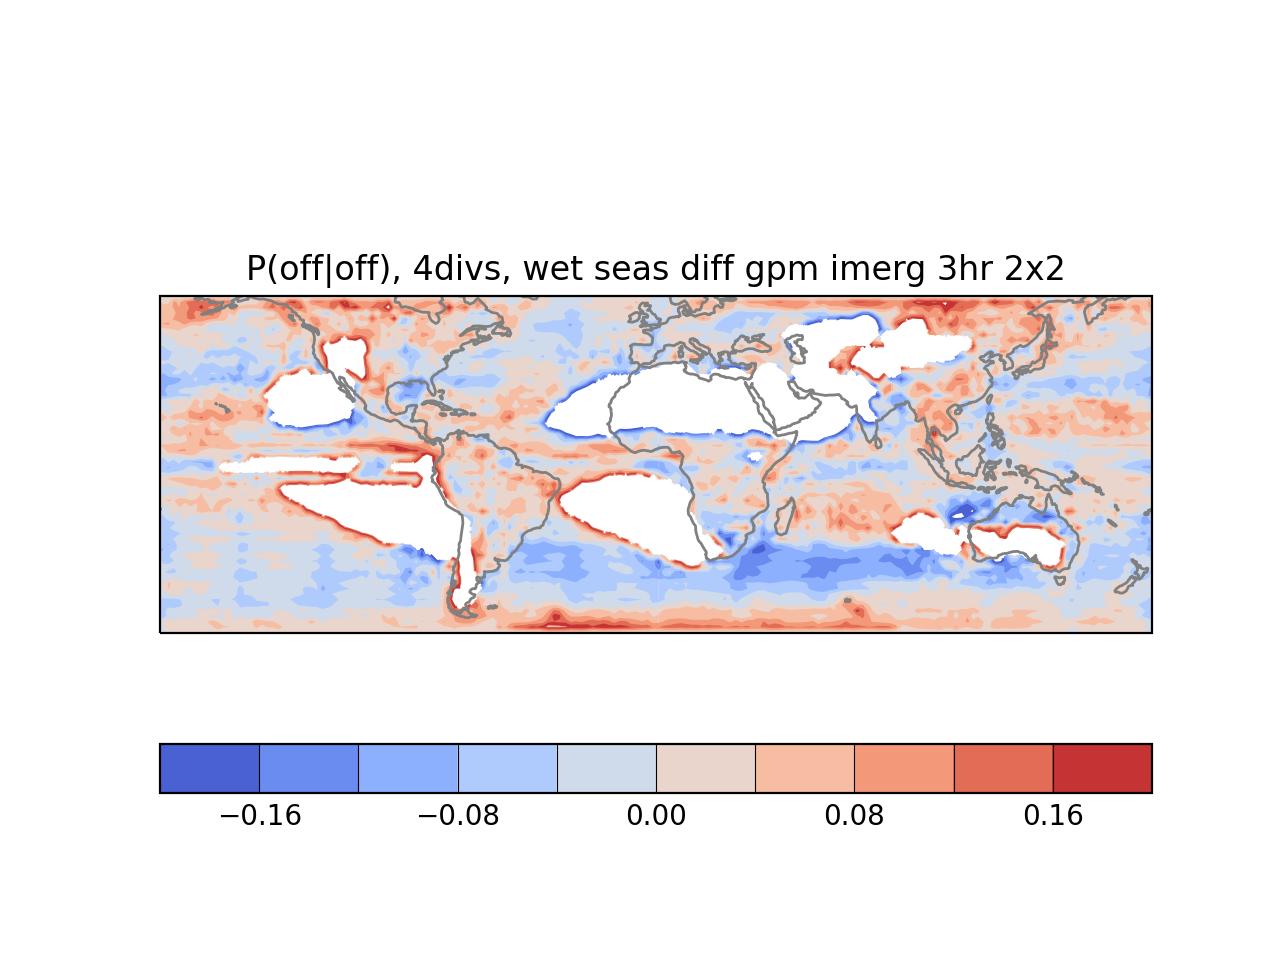 P(off|off), 4divs, wet seas diff gpm imerg 3hr 2x2
−0.16 −0.08 0.00 0.08 0.16